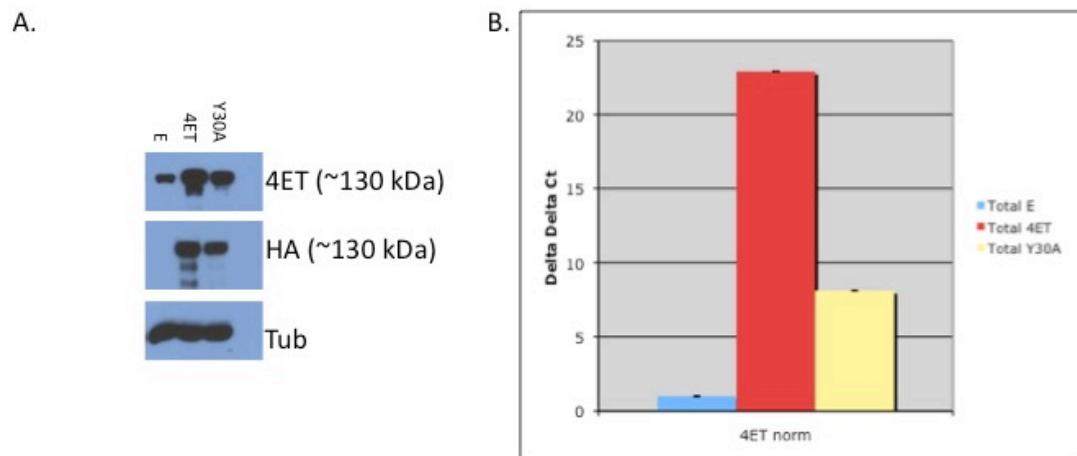 A.
E
4ET
Y30A
4ET (~130 kDa)
HA (~130 kDa)
Tub
B.
25
20
15
10
5
0
Delta Delta Ct
4ET norm
Total E
Total 4ET
Total Y30A